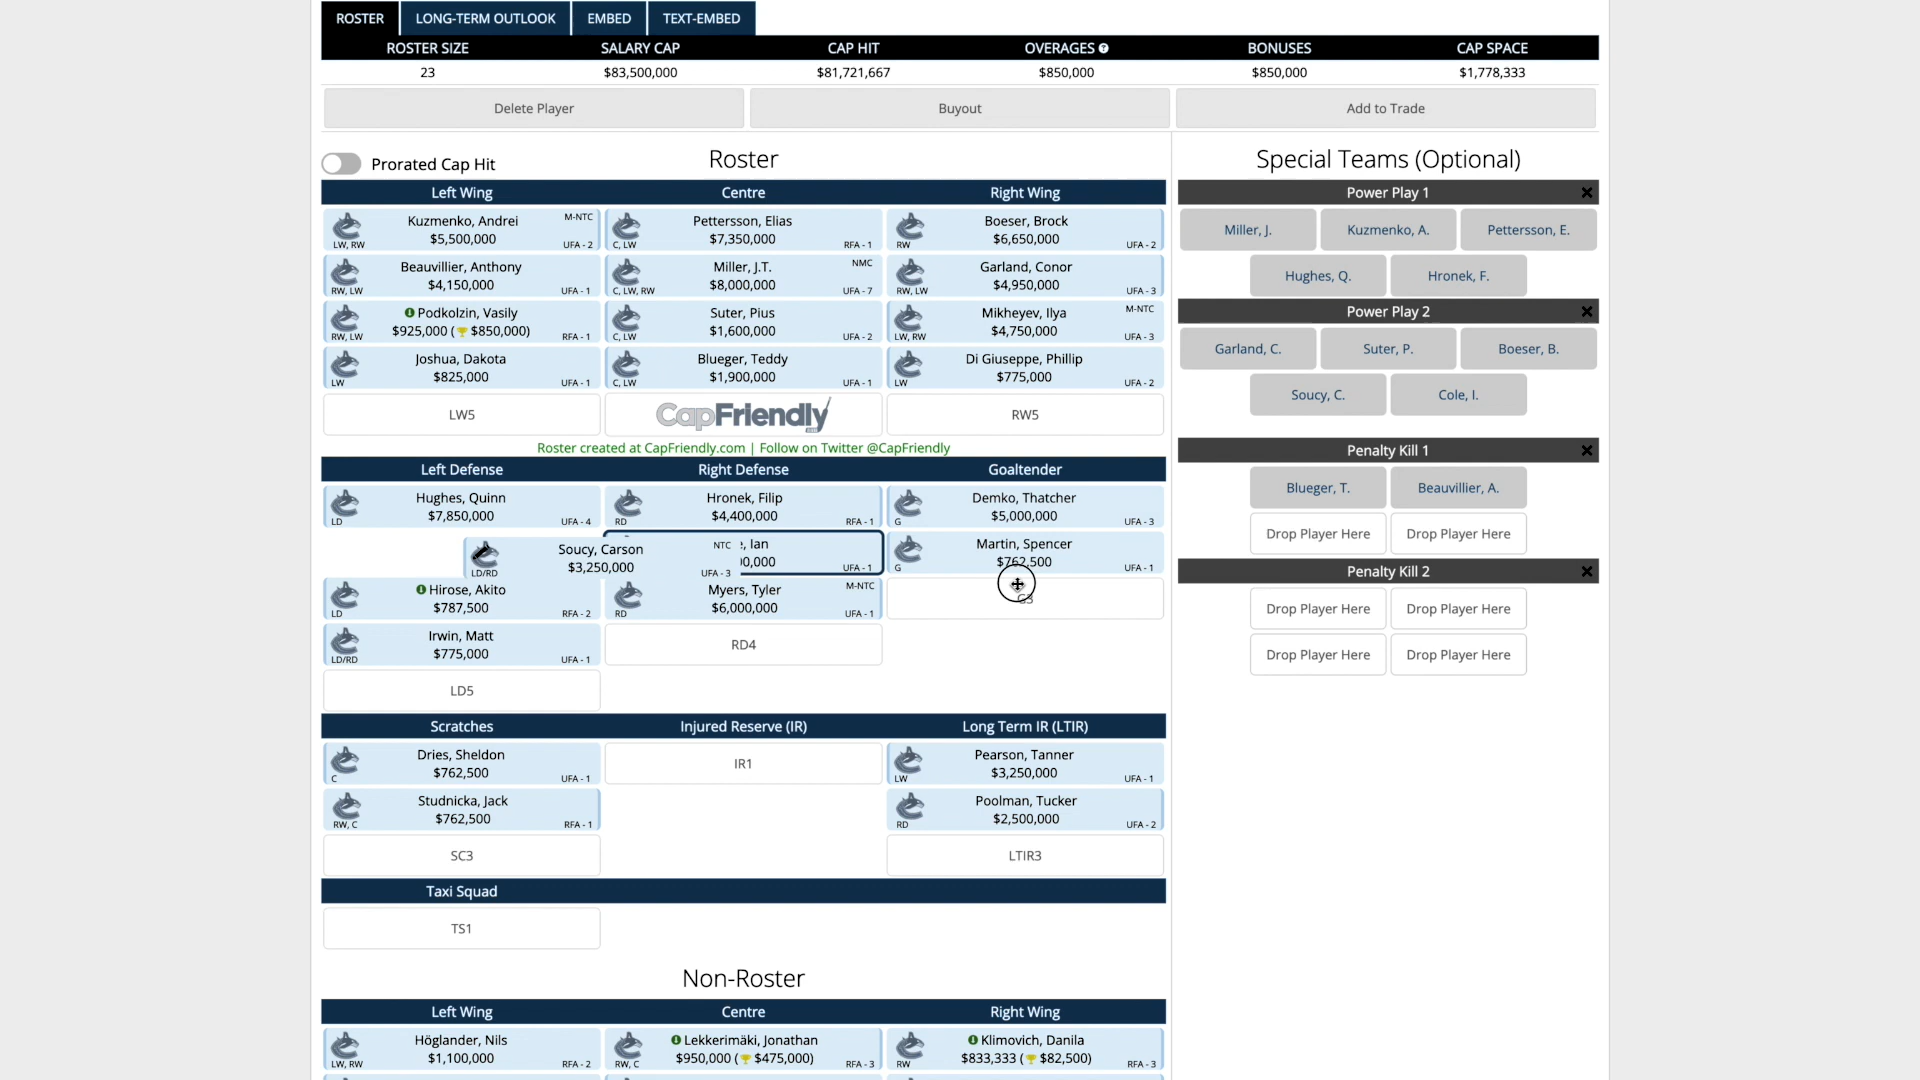 ROSTER LONG-TERM OUTLOOK EMBED TEXT-EMBED
ROSTER SIZE SALARY CAP CAP HIT OVERAGES BONUSES CAP SPACE
23 $83,500,000 $81,721,667 $850,000 $850,000 $1,778,333
Delete Player Buyout Add to Trade
Prorated Cap Hit
Roster
Left Wing Centre Right Wing
Kuzmenko, Andrei M-NTC Pettersson, Elias Boeser, Brock
$5,500,000 $7,350,000 $6,650,000
LW, RW UFA - 2 C, LW RFA - 1 RW UFA - 2
Beauvillier, Anthony Miller, J.T. NMC Garland, Conor
$4,150,000 $8,000,000 $4,950,000
RW, LW UFA - 1 C, LW, RW UFA - 7 RW, LW UFA - 3
Podkolzin, Vasily Suter, Pius Mikheyev, Ilya M-NTC
$925,000 ( $850,000) $1,600,000 $4,750,000
RW, LW RFA - 1 C, LW UFA - 2 LW, RW UFA - 3
Joshua, Dakota Blueger, Teddy Di Giuseppe, Phillip
$825,000 $1,900,000 $775,000
LW UFA - 1 C, LW UFA - 1 LW UFA - 2
LW5 CapFriendly RW5
Roster created at CapFriendly.com | Follow on Twitter @CapFriendly
Left Defense Right Defense Goaltender
Hughes, Quinn Hronek, Filip Demko, Thatcher
$7,850,000 $4,400,000 $5,000,000
LD UFA - 4 RD RFA - 1 G UFA - 3
Soucy, Carson NTC , Ian Martin, Spencer
$3,250,000 $762,500
LD/RD UFA - 3 UFA - 1 G UFA - 1
Hirose, Akito Myers, Tyler M-NTC G3
$787,500 $6,000,000
LD RFA - 2 RD UFA - 1
Irwin, Matt RD4
$775,000
LD/RD UFA - 1
LD5
Scratches Injured Reserve (IR) Long Term IR (LTIR)
Dries, Sheldon IR1 Pearson, Tanner
$762,500 $3,250,000
C UFA - 1 LW UFA - 1
Studnicka, Jack Poolman, Tucker
$762,500 $2,500,000
RW, C RFA - 1 RD UFA - 2
SC3 LTIR3
Taxi Squad
TS1
Non-Roster
Left Wing Centre Right Wing
Höglander, Nils Lekkerimäki, Jonathan Klimovich, Danila
$1,100,000 $950,000 ( $475,000) $833,333 ( $82,500)
LW, RW RFA - 2 RW, C RFA - 3 RW RFA - 3
Special Teams (Optional)
Power Play 1
Miller, J. Kuzmenko, A. Pettersson, E.
Hughes, Q. Hronek, F.
Power Play 2
Garland, C. Suter, P. Boeser, B.
Soucy, C. Cole, I.
Penalty Kill 1
Blueger, T. Beauvillier, A.
Drop Player Here Drop Player Here
Penalty Kill 2
Drop Player Here Drop Player Here
Drop Player Here Drop Player Here